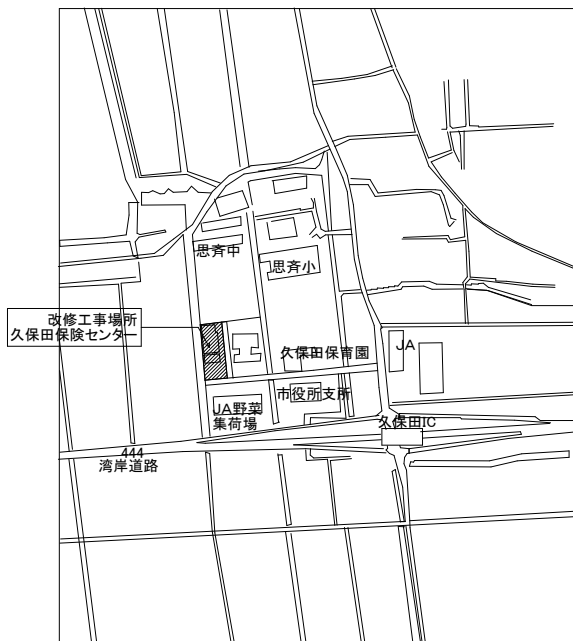 思斉中
思斉小
改修工事場所
久保田保険センター
久保田保育園
JA
市役所支所
JA野菜
集荷場
久保田IC
444
湾岸道路